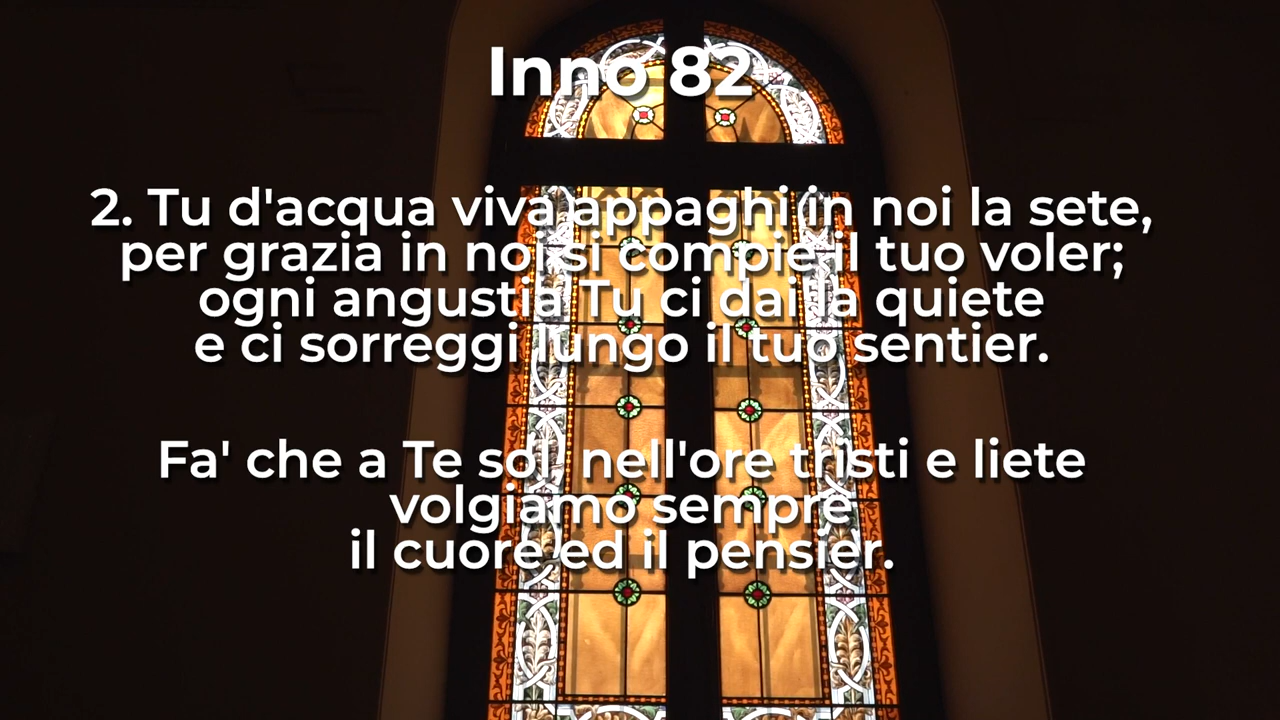 Inno 82
2. Tu d'acqua viva appaghi in noi la sete,
per grazia in noi si compie il tuo voler;
ogni angustia Tu ci dai la quiete
e ci sorreggi lungo il tuo sentier.
Fa' che a Te sol, nell'ore tristi e liete
volgiamo sempre
il cuore ed il pensier.